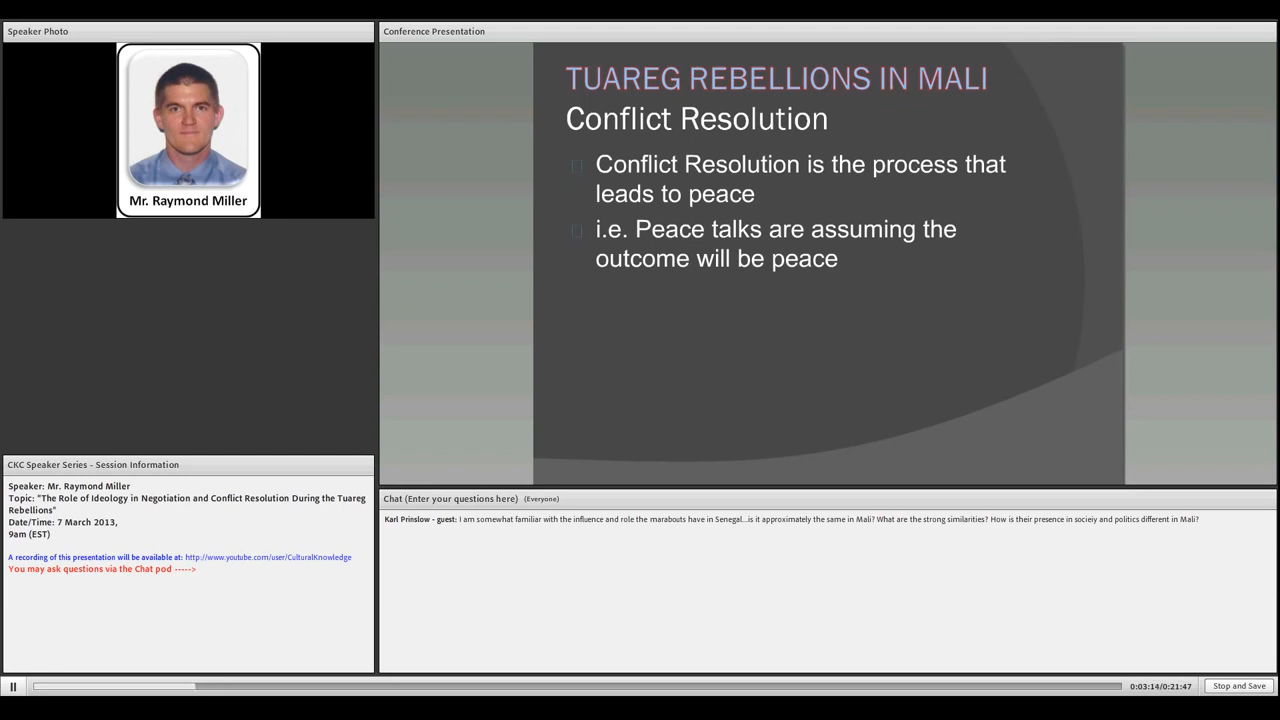 Speaker Photo
Mr. Raymond Miller
Conference Presentation
TUAREG REBELLIONS IN MALI
Conflict Resolution
Conflict Resolution is the process that
leads to peace
i.e. Peace talks are assuming the
outcome will be peace
CKC Speaker Series - Session Information
Speaker: Mr. Raymond Miller
Topic: "The Role of Ideology in Negotiation and Conflict Resolution During the Tuareg
Rebellions"
Date/Time: 7 March 2013,
9am (EST)
A recording of this presentation will be available at: http://www.youtube.com/user/CulturalKnowledge
You may ask questions via the Chat pod ----->
Chat (Enter your questions here) (Everyone)
Karl Prinslow - guest: I am somewhat familiar with the influence and role the marabouts have in Senegal...is it approximately the same in Mali? What are the strong similarities? How is their presence in society and politics different in Mali?
0:03:14/0:21:47
Stop and Save